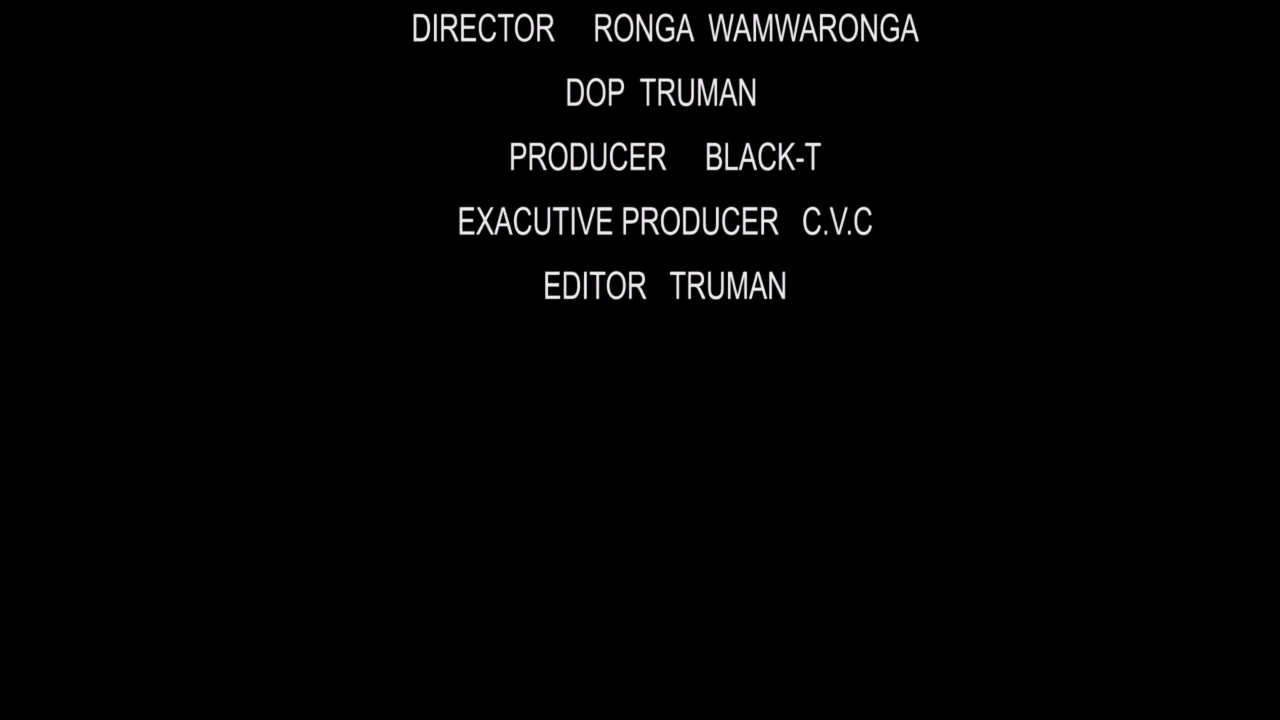 DIRECTOR RONGA WAMWARONGA
DOP TRUMAN
PRODUCER BLACK-T
EXACUTIVE PRODUCER C.V.C
EDITOR TRUMAN